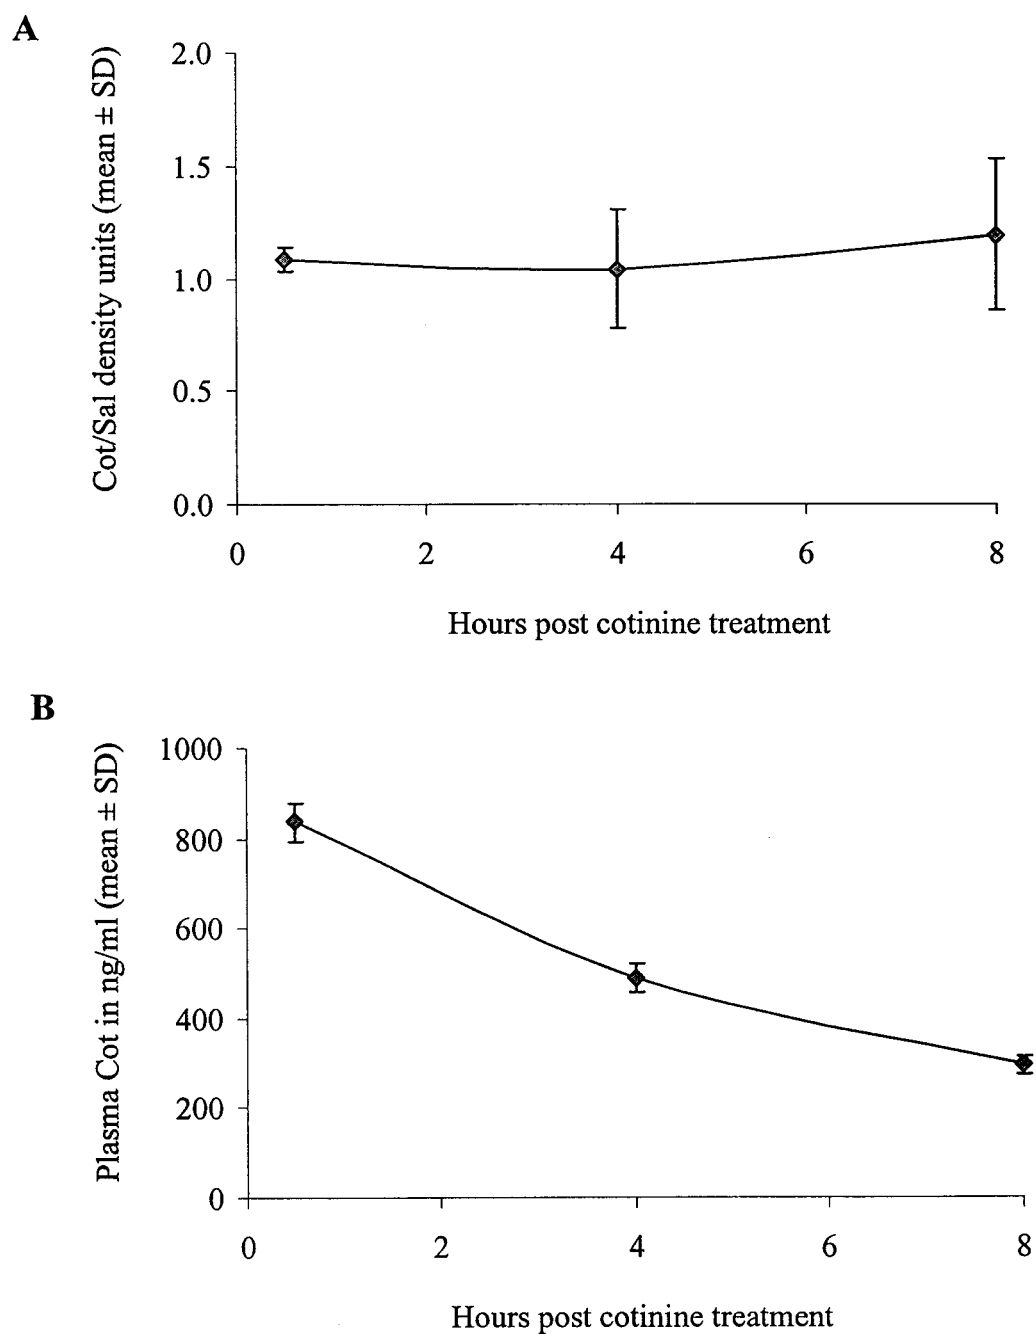 A
Cot/Sal density units (mean ± SD)
2.0
1.5
1.0
0.5
0.0
0 2 4 6 8
Hours post cotinine treatment
B
Plasma Cot in ng/ml (mean ± SD)
1000
800
600
400
200
0
0 2 4 6 8
Hours post cotinine treatment